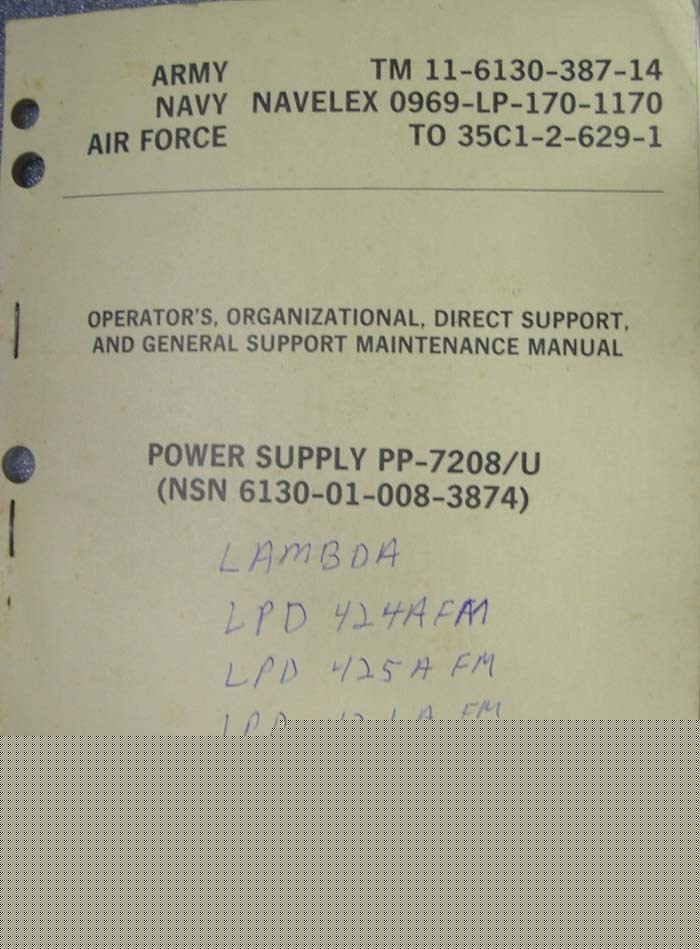 ARMY TM 11-6130-387-14
NAVY NAVELEX 0969-LP-170-1170
AIR FORCE TO 35C1-2-629-1
OPERATOR'S, ORGANIZATIONAL, DIRECT SUPPORT,
AND GENERAL SUPPORT MAINTENANCE MANUAL
POWER SUPPLY PP-7208/U
(NSN 6130-01-008-3874)
LAMBDA
LPD 424A FM
LPD 425A FM
LPD A FM